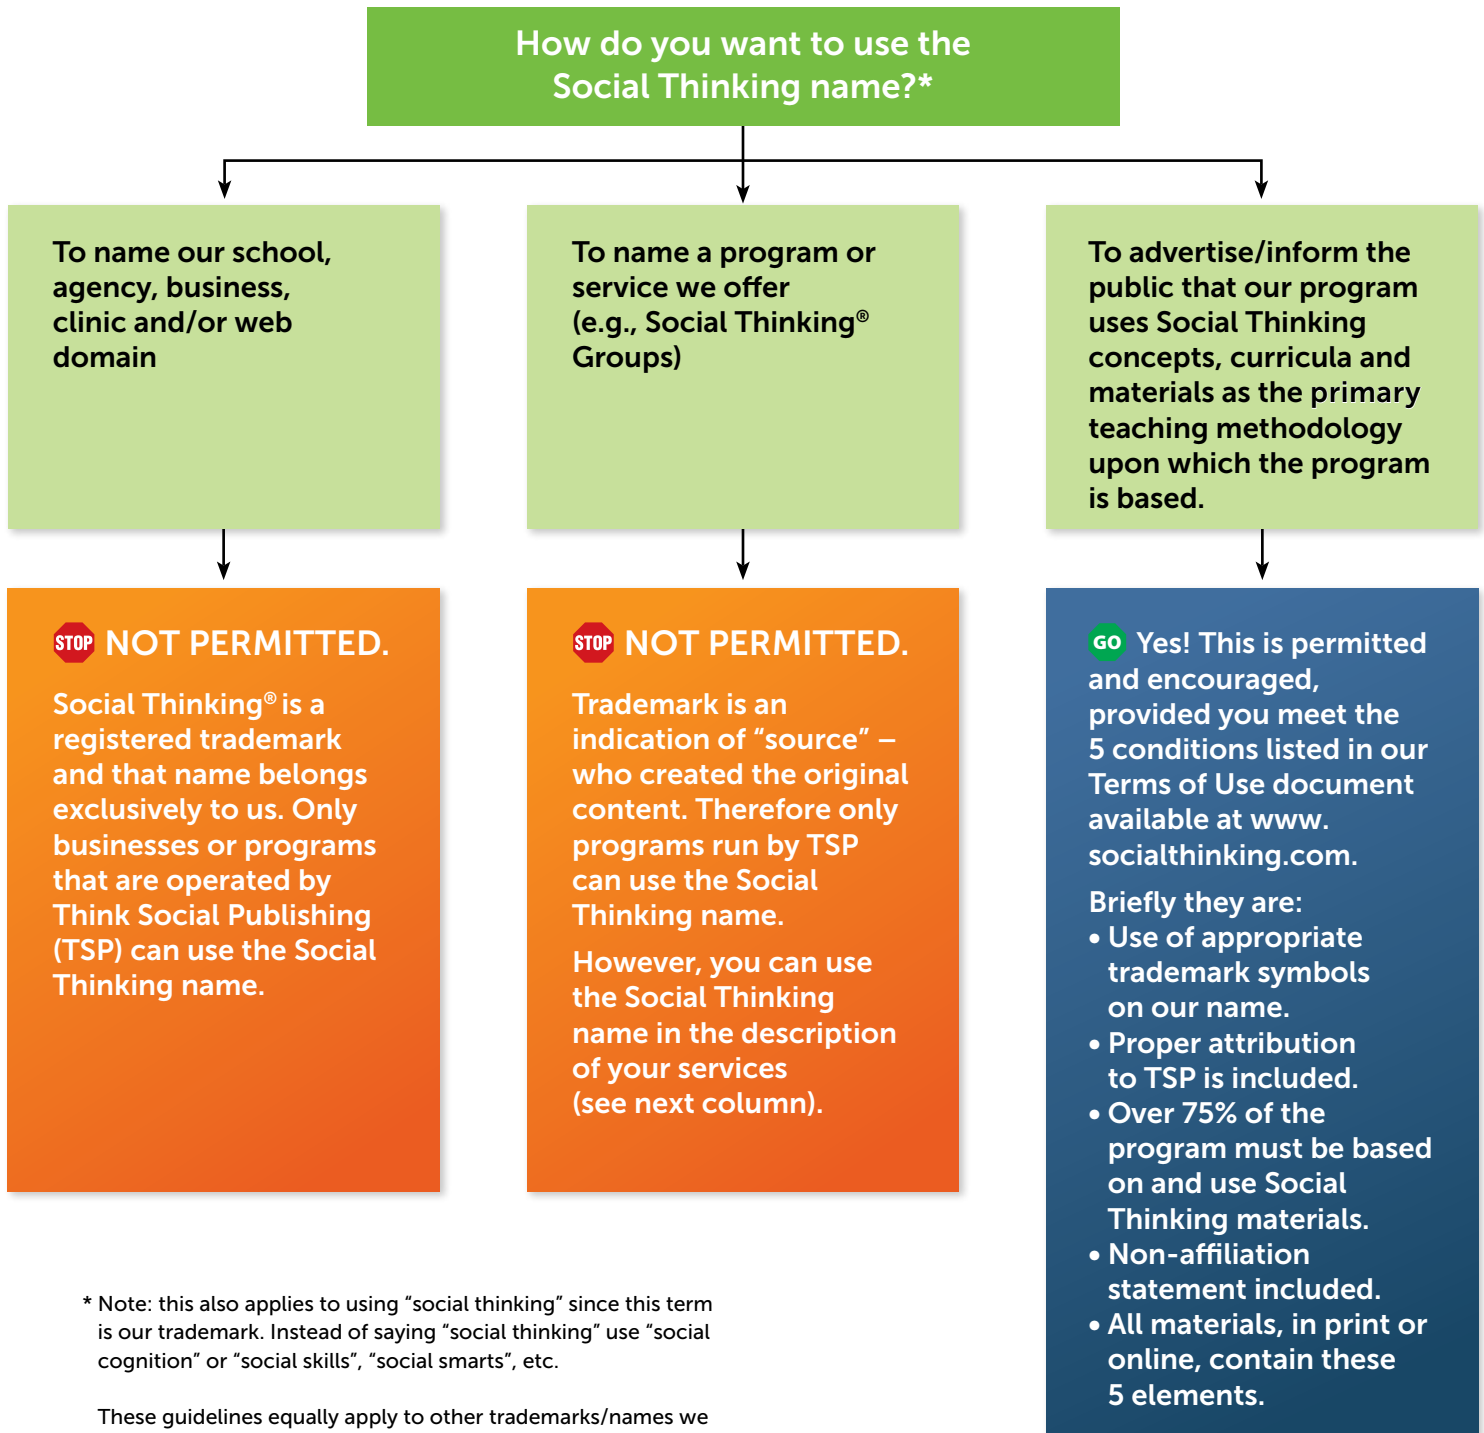 How do you want to use the
Social Thinking name?*
To name our school,
agency, business,
clinic and/or web
domain
To name a program or
service we offer
(e.g., Social Thinking®
Groups)
To advertise/inform the
public that our program
uses Social Thinking
concepts, curricula and
materials as the primary
teaching methodology
upon which the program
is based.
STOP NOT PERMITTED.
Social Thinking® is a
registered trademark
and that name belongs
exclusively to us. Only
businesses or programs
that are operated by
Think Social Publishing
(TSP) can use the Social
Thinking name.
STOP NOT PERMITTED.
Trademark is an
indication of “source” –
who created the original
content. Therefore only
programs run by TSP
can use the Social
Thinking name.
However, you can use
the Social Thinking
name in the description
of your services
(see next column).
GO Yes! This is permitted
and encouraged,
provided you meet the
5 conditions listed in our
Terms of Use document
available at www.
socialthinking.com.
Briefly they are:
• Use of appropriate
trademark symbols
on our name.
• Proper attribution
to TSP is included.
• Over 75% of the
program must be based
on and use Social
Thinking materials.
• Non-affiliation
statement included.
• All materials, in print or
online, contain these
5 elements.
* Note: this also applies to using “social thinking” since this term
is our trademark. Instead of saying “social thinking” use “social
cognition” or “social skills”, “social smarts”, etc.
These guidelines equally apply to other trademarks/names we